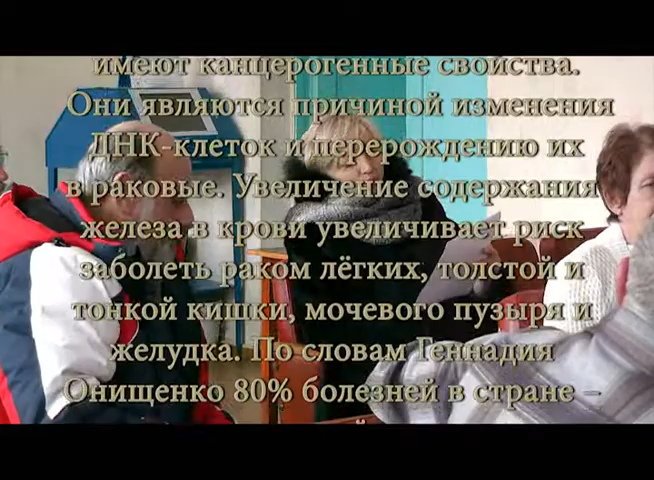 имеют канцерогенные свойства.
Они являются причиной изменения
ДНК-клеток и перерождению их
в раковые. Увеличение содержания
железа в крови увеличивает риск
заболеть раком лёгких, толстой и
тонкой кишки, мочевого пузыря и
желудка. По словам Геннадия
Онищенко 80% болезней в стране –